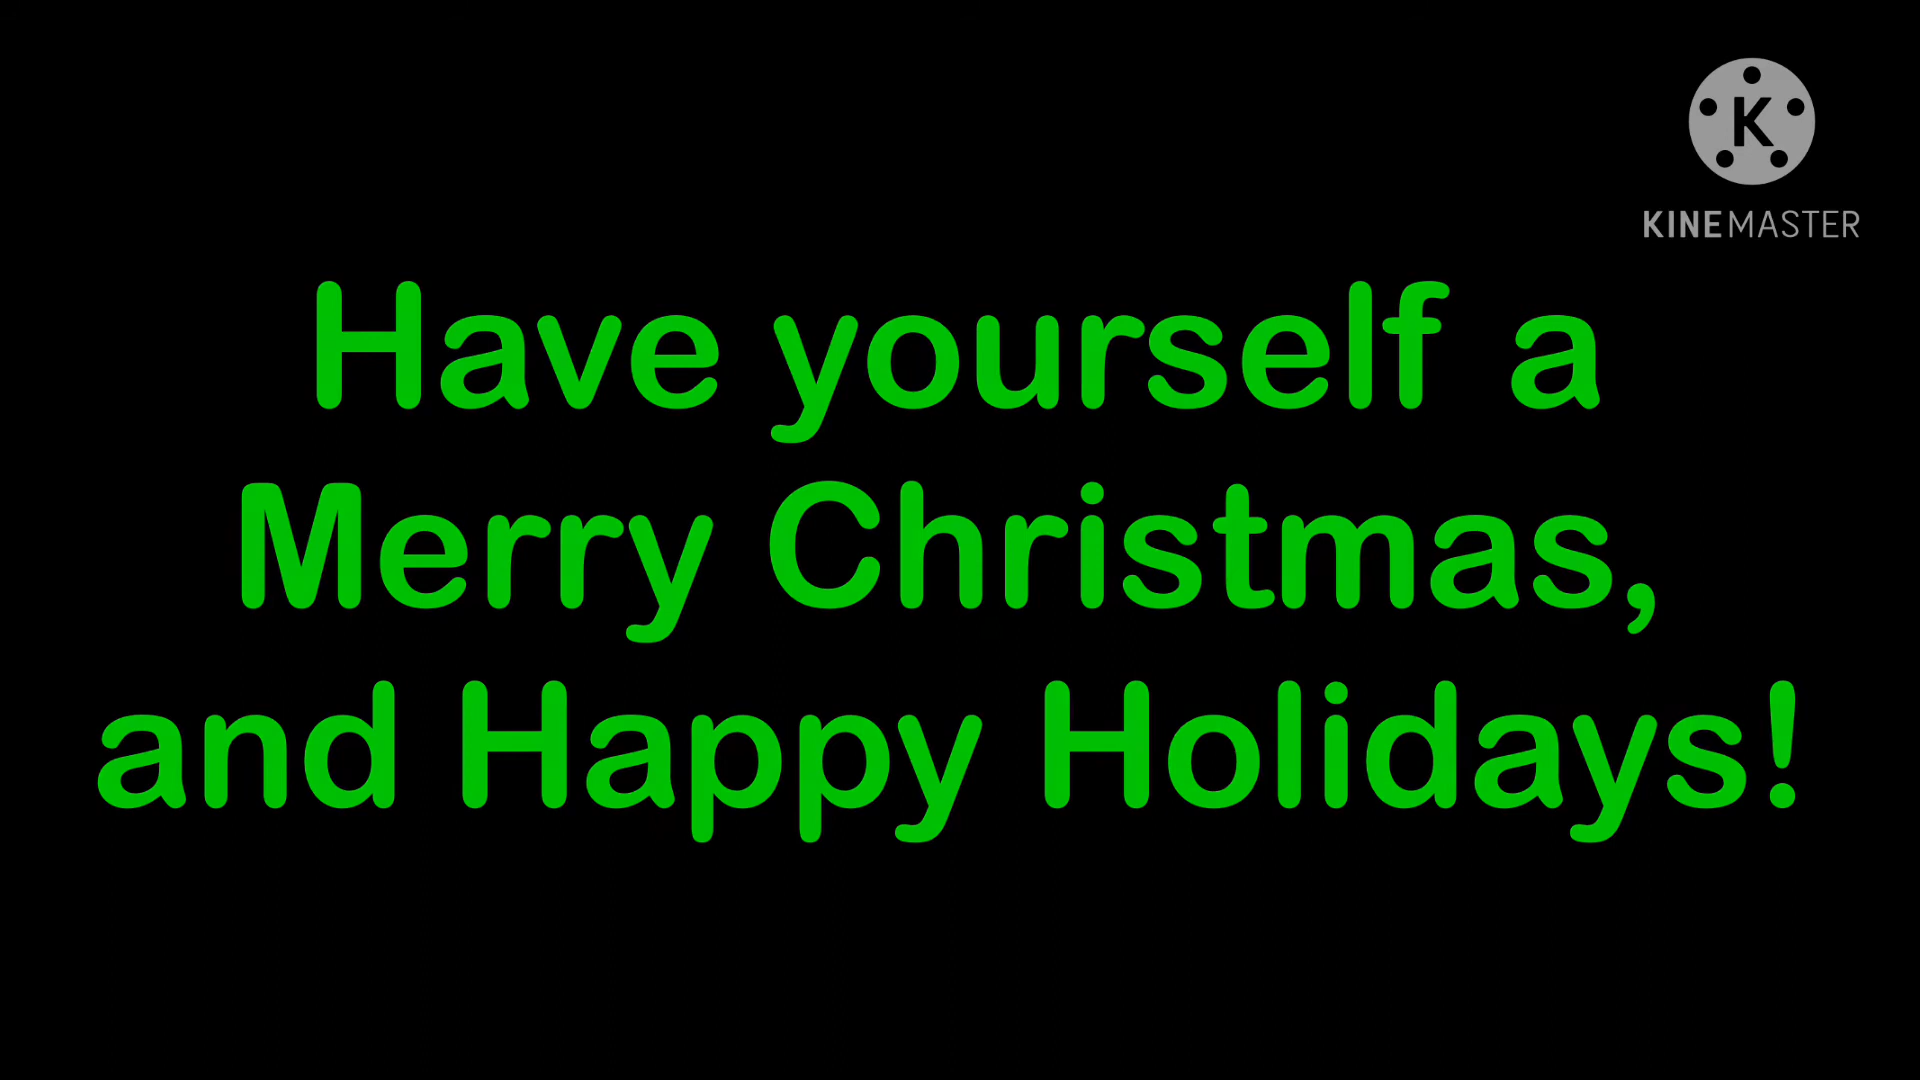 K
KINEMASTER
Have yourself a
Merry Christmas,
and Happy Holidays!